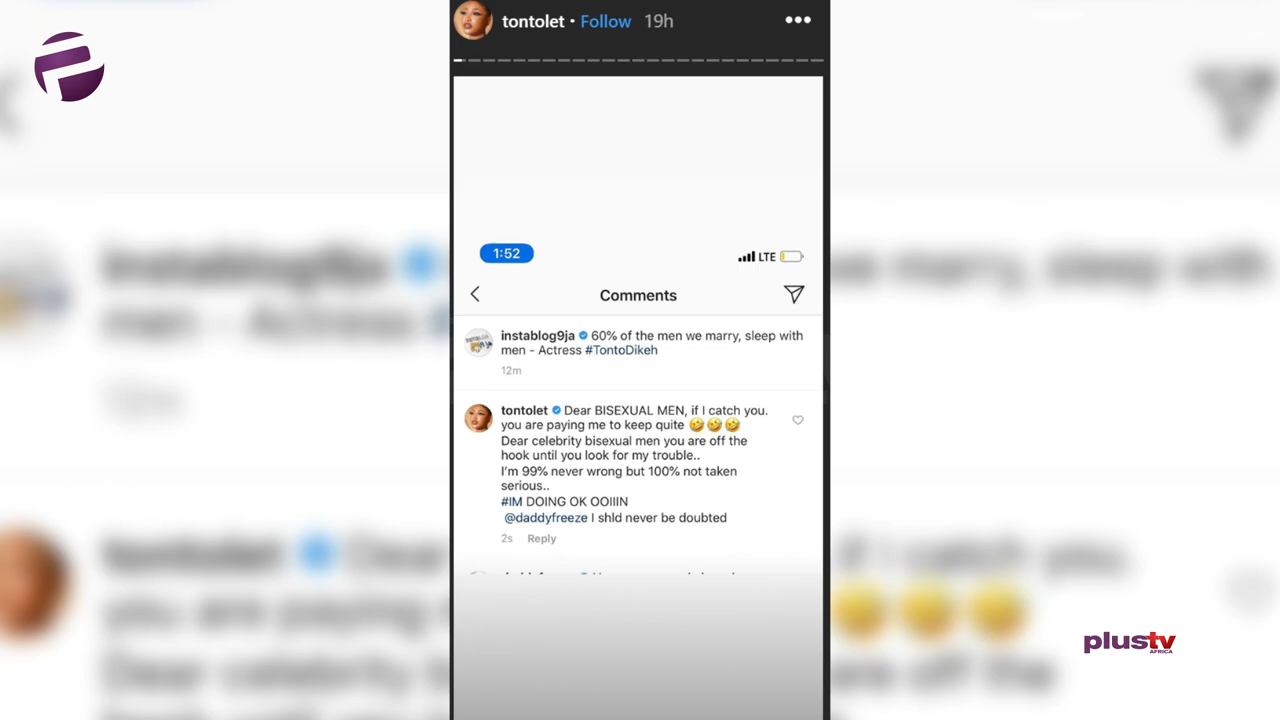 tontolet • Follow 19h
1:52
LTE
Comments
instablog9ja 60% of the men we marry, sleep with
men - Actress #TontoDikeh
12m
tontolet Dear BISEXUAL MEN, if I catch you.
you are paying me to keep quite 🤣🤣🤣
Dear celebrity bisexual men you are off the
hook until you look for my trouble..
I'm 99% never wrong but 100% not taken
serious..
#IM DOING OK OOIIIN
@daddyfreeze I shld never be doubted
2s Reply
plustv
AFRICA